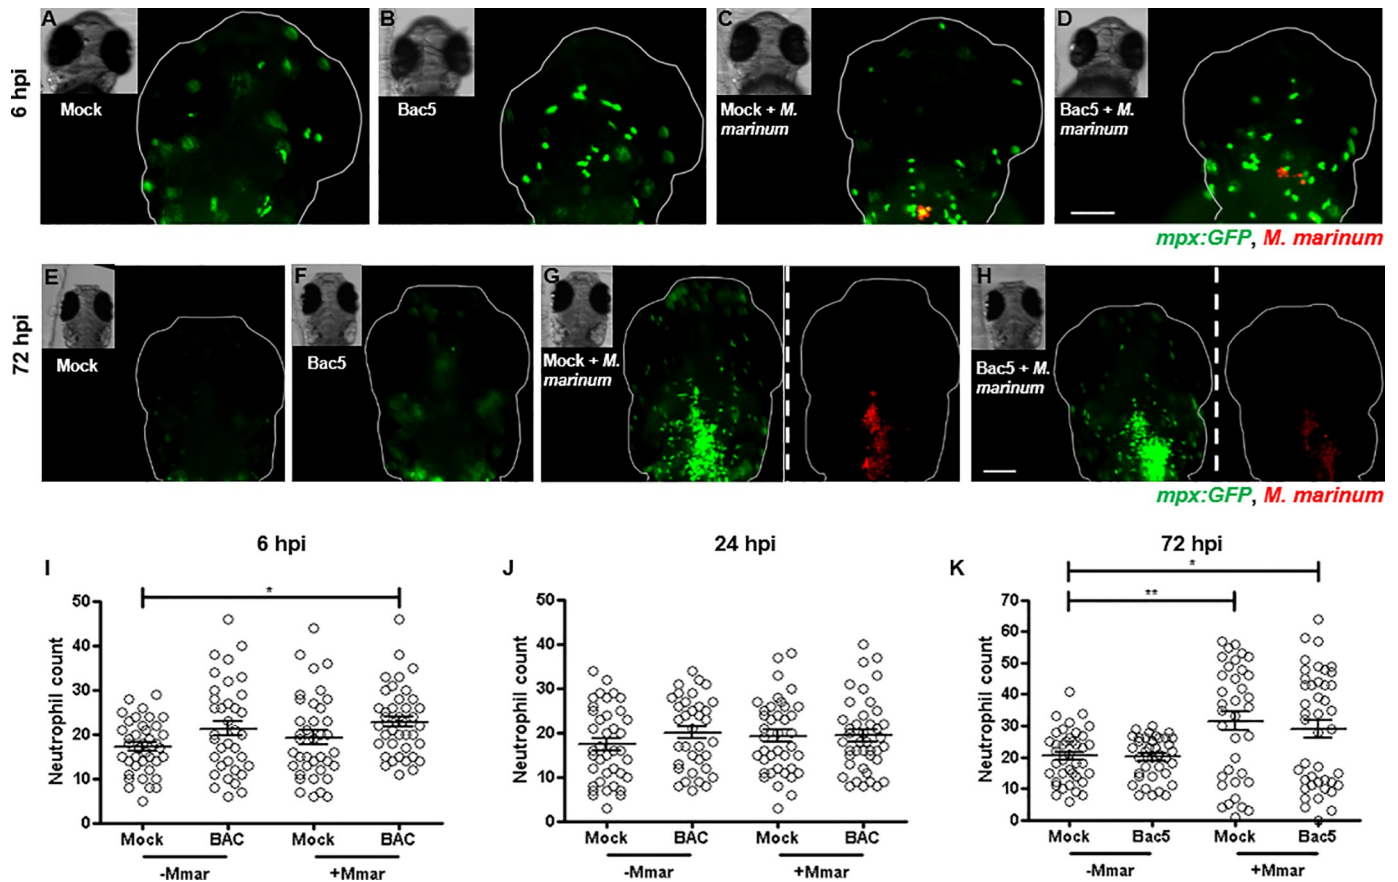 A B C D
6 hpi
Mock
Bac5
Mock + M. marinum
Bac5 + M. marinum
mpx:GFP, M. marinum
E F G H
72 hpi
Mock
Bac5
Mock + M. marinum
Bac5 + M. marinum
mpx:GFP, M. marinum
6 hpi
I
*
Neutrophil count
50
40
30
20
10
0
Mock BAC Mock BAC
-Mmar +Mmar
24 hpi
J
Neutrophil count
50
40
30
20
10
0
Mock BAC Mock BAC
-Mmar +Mmar
72 hpi
K
*
**
Neutrophil count
70
60
50
40
30
20
10
0
Mock Bac5 Mock Bac5
-Mmar +Mmar